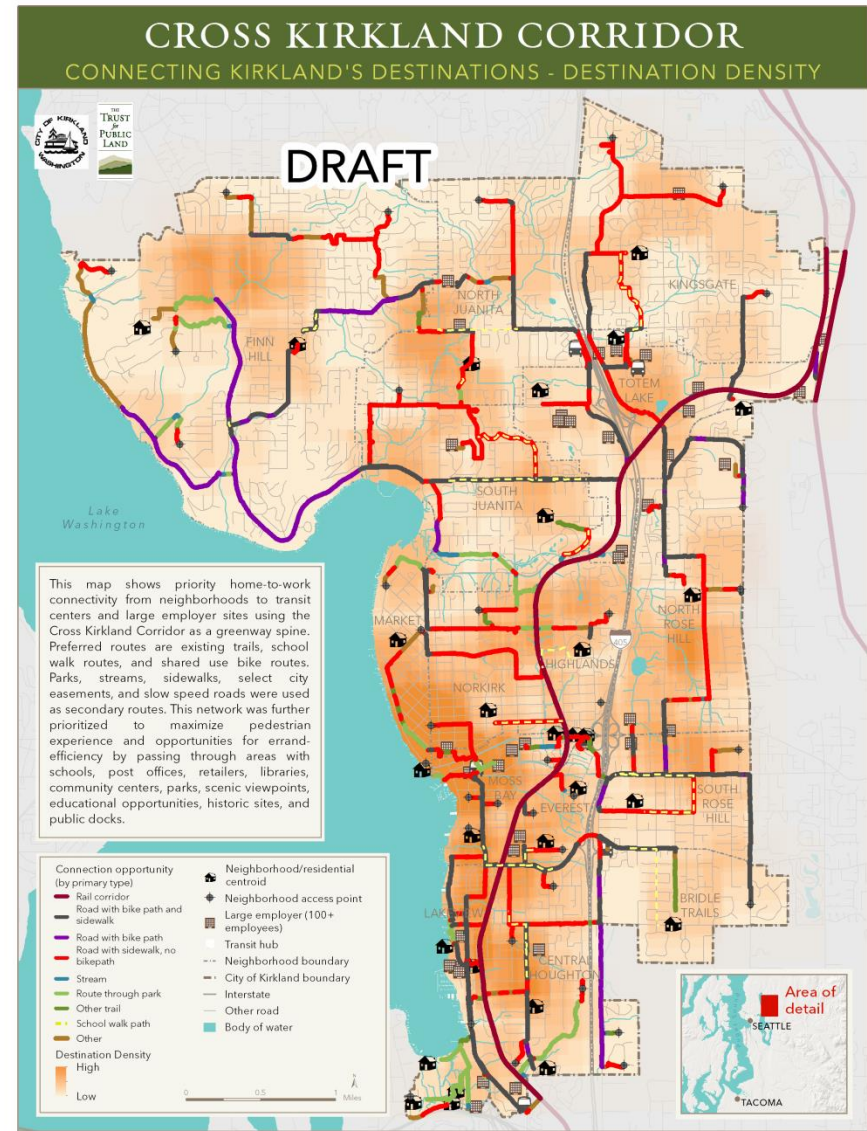 CROSS KIRKLAND CORRIDOR
CONNECTING KIRKLAND'S DESTINATIONS - DESTINATION DENSITY
CITY OF KIRKLAND
WASHINGTON
THE
TRUST
for
PUBLIC
LAND
DRAFT
KINGSGATE
NORTH
JUANITA
FINN
HILL
TOTEM
LAKE
Lake
Washington
SOUTH
JUANITA
MARKET
NORTH
ROSE
HILL
405
HIGHLANDS
NORKIRK
MOSS
BAY
EVEREST
SOUTH
ROSE
HILL
BRIDLE
TRAILS
CENTRAL
HOUGHTON
This map shows priority home-to-work
connectivity from neighborhoods to transit
centers and large employer sites using the
Cross Kirkland Corridor as a greenway spine.
Preferred routes are existing trails, school
walk routes, and shared use bike routes.
Parks, streams, sidewalks, select city
easements, and slow speed roads were used
as secondary routes. This network was further
prioritized to maximize pedestrian
experience and opportunities for errand-
efficiency by passing through areas with
schools, post offices, retailers, libraries,
community centers, parks, scenic viewpoints,
educational opportunities, historic sites, and
public docks.
Connection opportunity
(by primary type)
Rail corridor
Road with bike path and
sidewalk
Road with bike path
Road with sidewalk, no
bikepath
Stream
Route through park
Other trail
School walk path
Other
Destination Density
High
Low
Neighborhood/residential
centroid
Neighborhood access point
Large employer (100+
employees)
Transit hub
Neighborhood boundary
City of Kirkland boundary
Interstate
Other road
Body of water
0 0.5 1
Miles
Area of
detail
SEATTLE
TACOMA